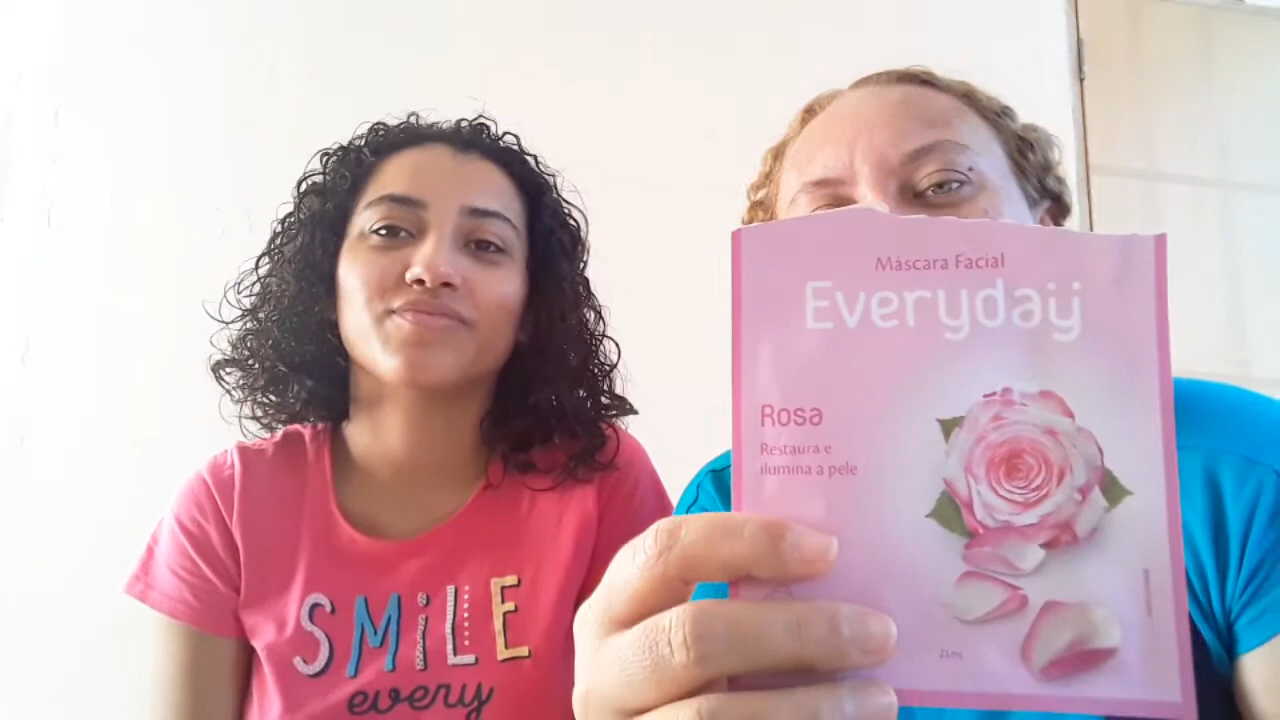 SMiLE
every
Máscara Facial
Everyday
Rosa
Restaura e
ilumina a pele